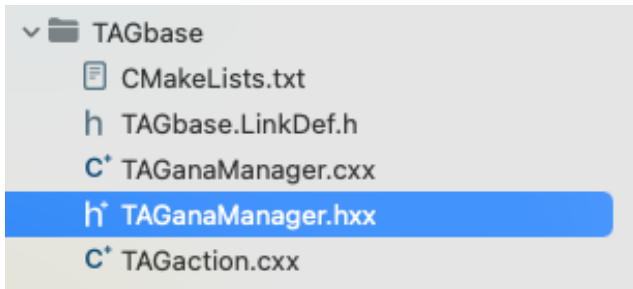 TAGbase
CMakeLists.txt
h TAGbase.LinkDef.h
C+ TAGanaManager.cxx
h+ TAGanaManager.hxx
C+ TAGaction.cxx